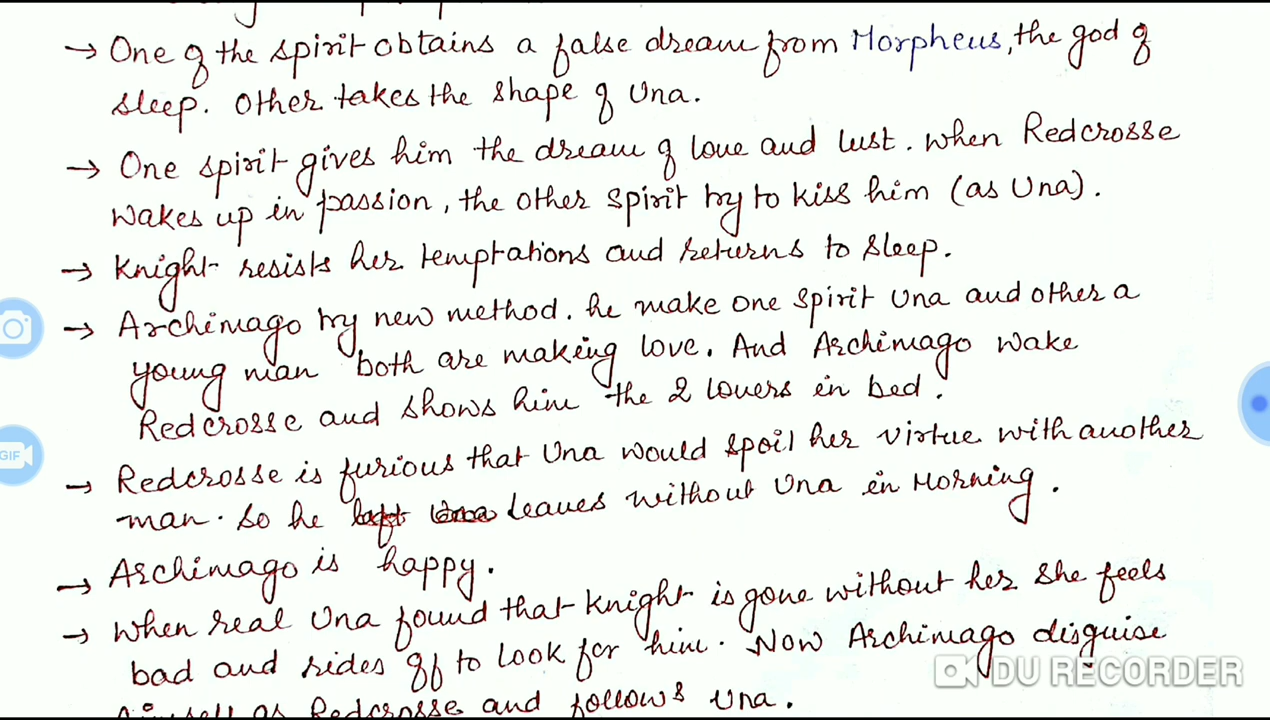 → One of the spirit obtains a false dream from Morpheus, the god of
sleep. Other takes the shape of Una.
→ One spirit gives him the dream of love and lust. when Redcrosse
wakes up in passion, the other spirit try to kiss him (as Una).
→ Knight resists her temptations and returns to sleep.
→ Archimago try new method. he make one spirit Una and other a
young man both are making love. And Archimago wake
Redcrosse and shows him the 2 lovers in bed.
→ Redcrosse is furious that Una would spoil her virtue with another
man. So he left Una leaves without Una in Morning.
→ Archimago is happy.
→ When real Una found that Knight is gone without her she feels
bad and rides off to look for him. Now Archimago disguise
himself as Redcrosse and follows Una.
GIF
DU RECORDER